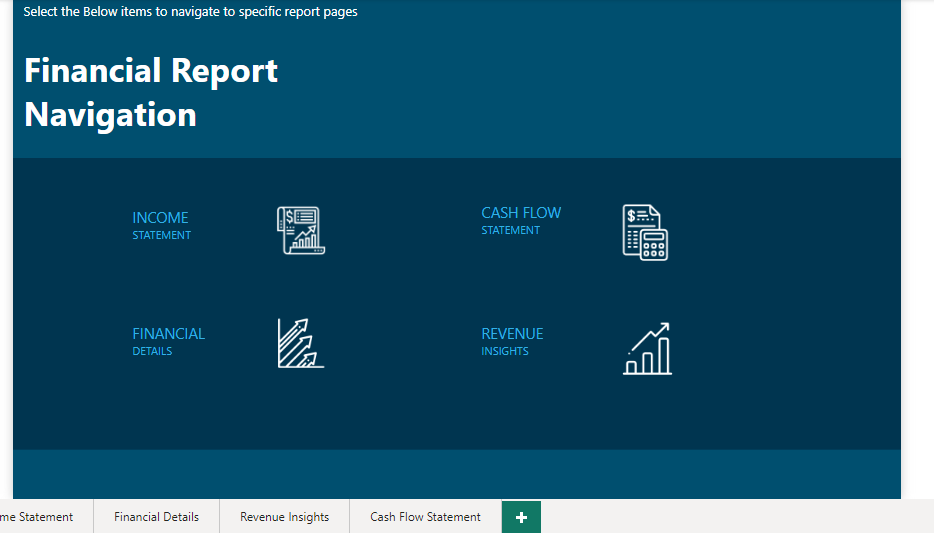 Select the Below items to navigate to specific report pages
Financial Report
Navigation
INCOME
STATEMENT
CASH FLOW
STATEMENT
FINANCIAL
DETAILS
REVENUE
INSIGHTS
me Statement
Financial Details
Revenue Insights
Cash Flow Statement